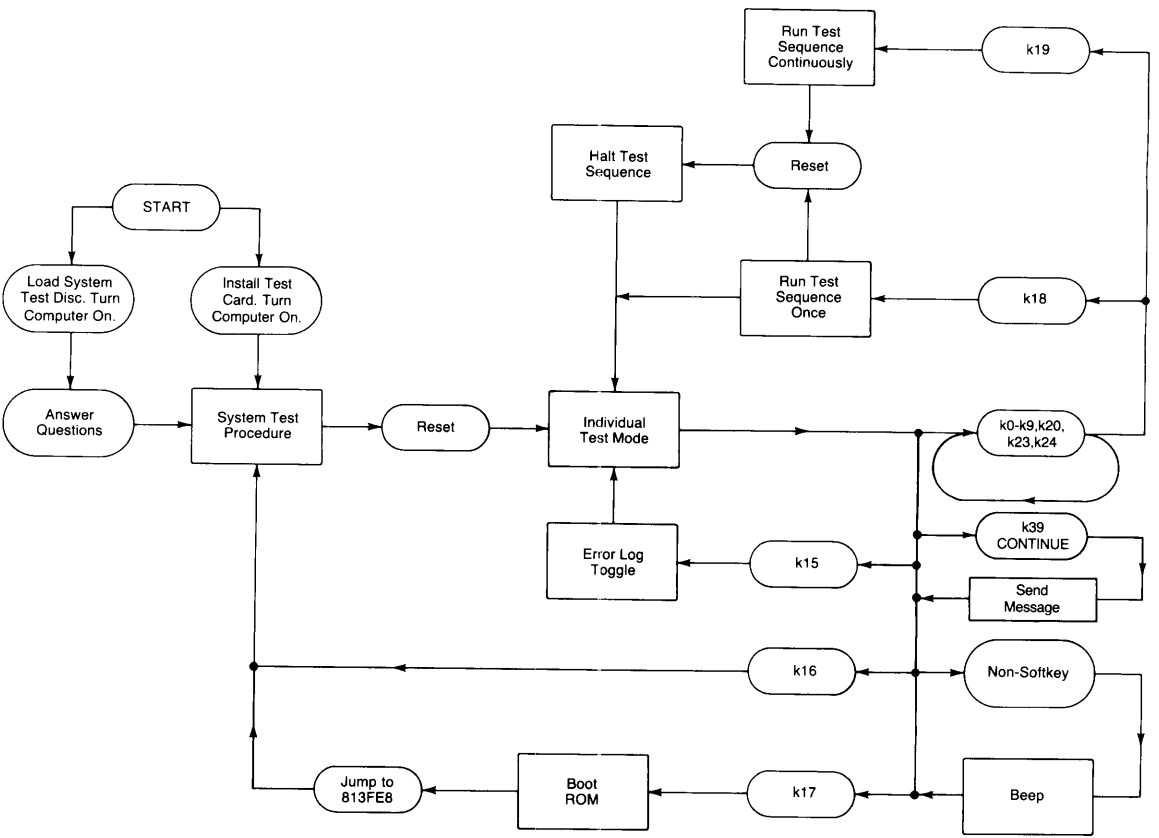 Run Test
Sequence
Continuously
k19
Halt Test
Sequence
Reset
START
Load System
Test Disc. Turn
Computer On.
Install Test
Card. Turn
Computer On.
Run Test
Sequence
Once
k18
Answer
Questions
System Test
Procedure
Reset
Individual
Test Mode
k0-k9,k20,
k23,k24
k39
CONTINUE
Error Log
Toggle
k15
Send
Message
k16
Non-Softkey
Jump to
813FE8
Boot
ROM
k17
Beep